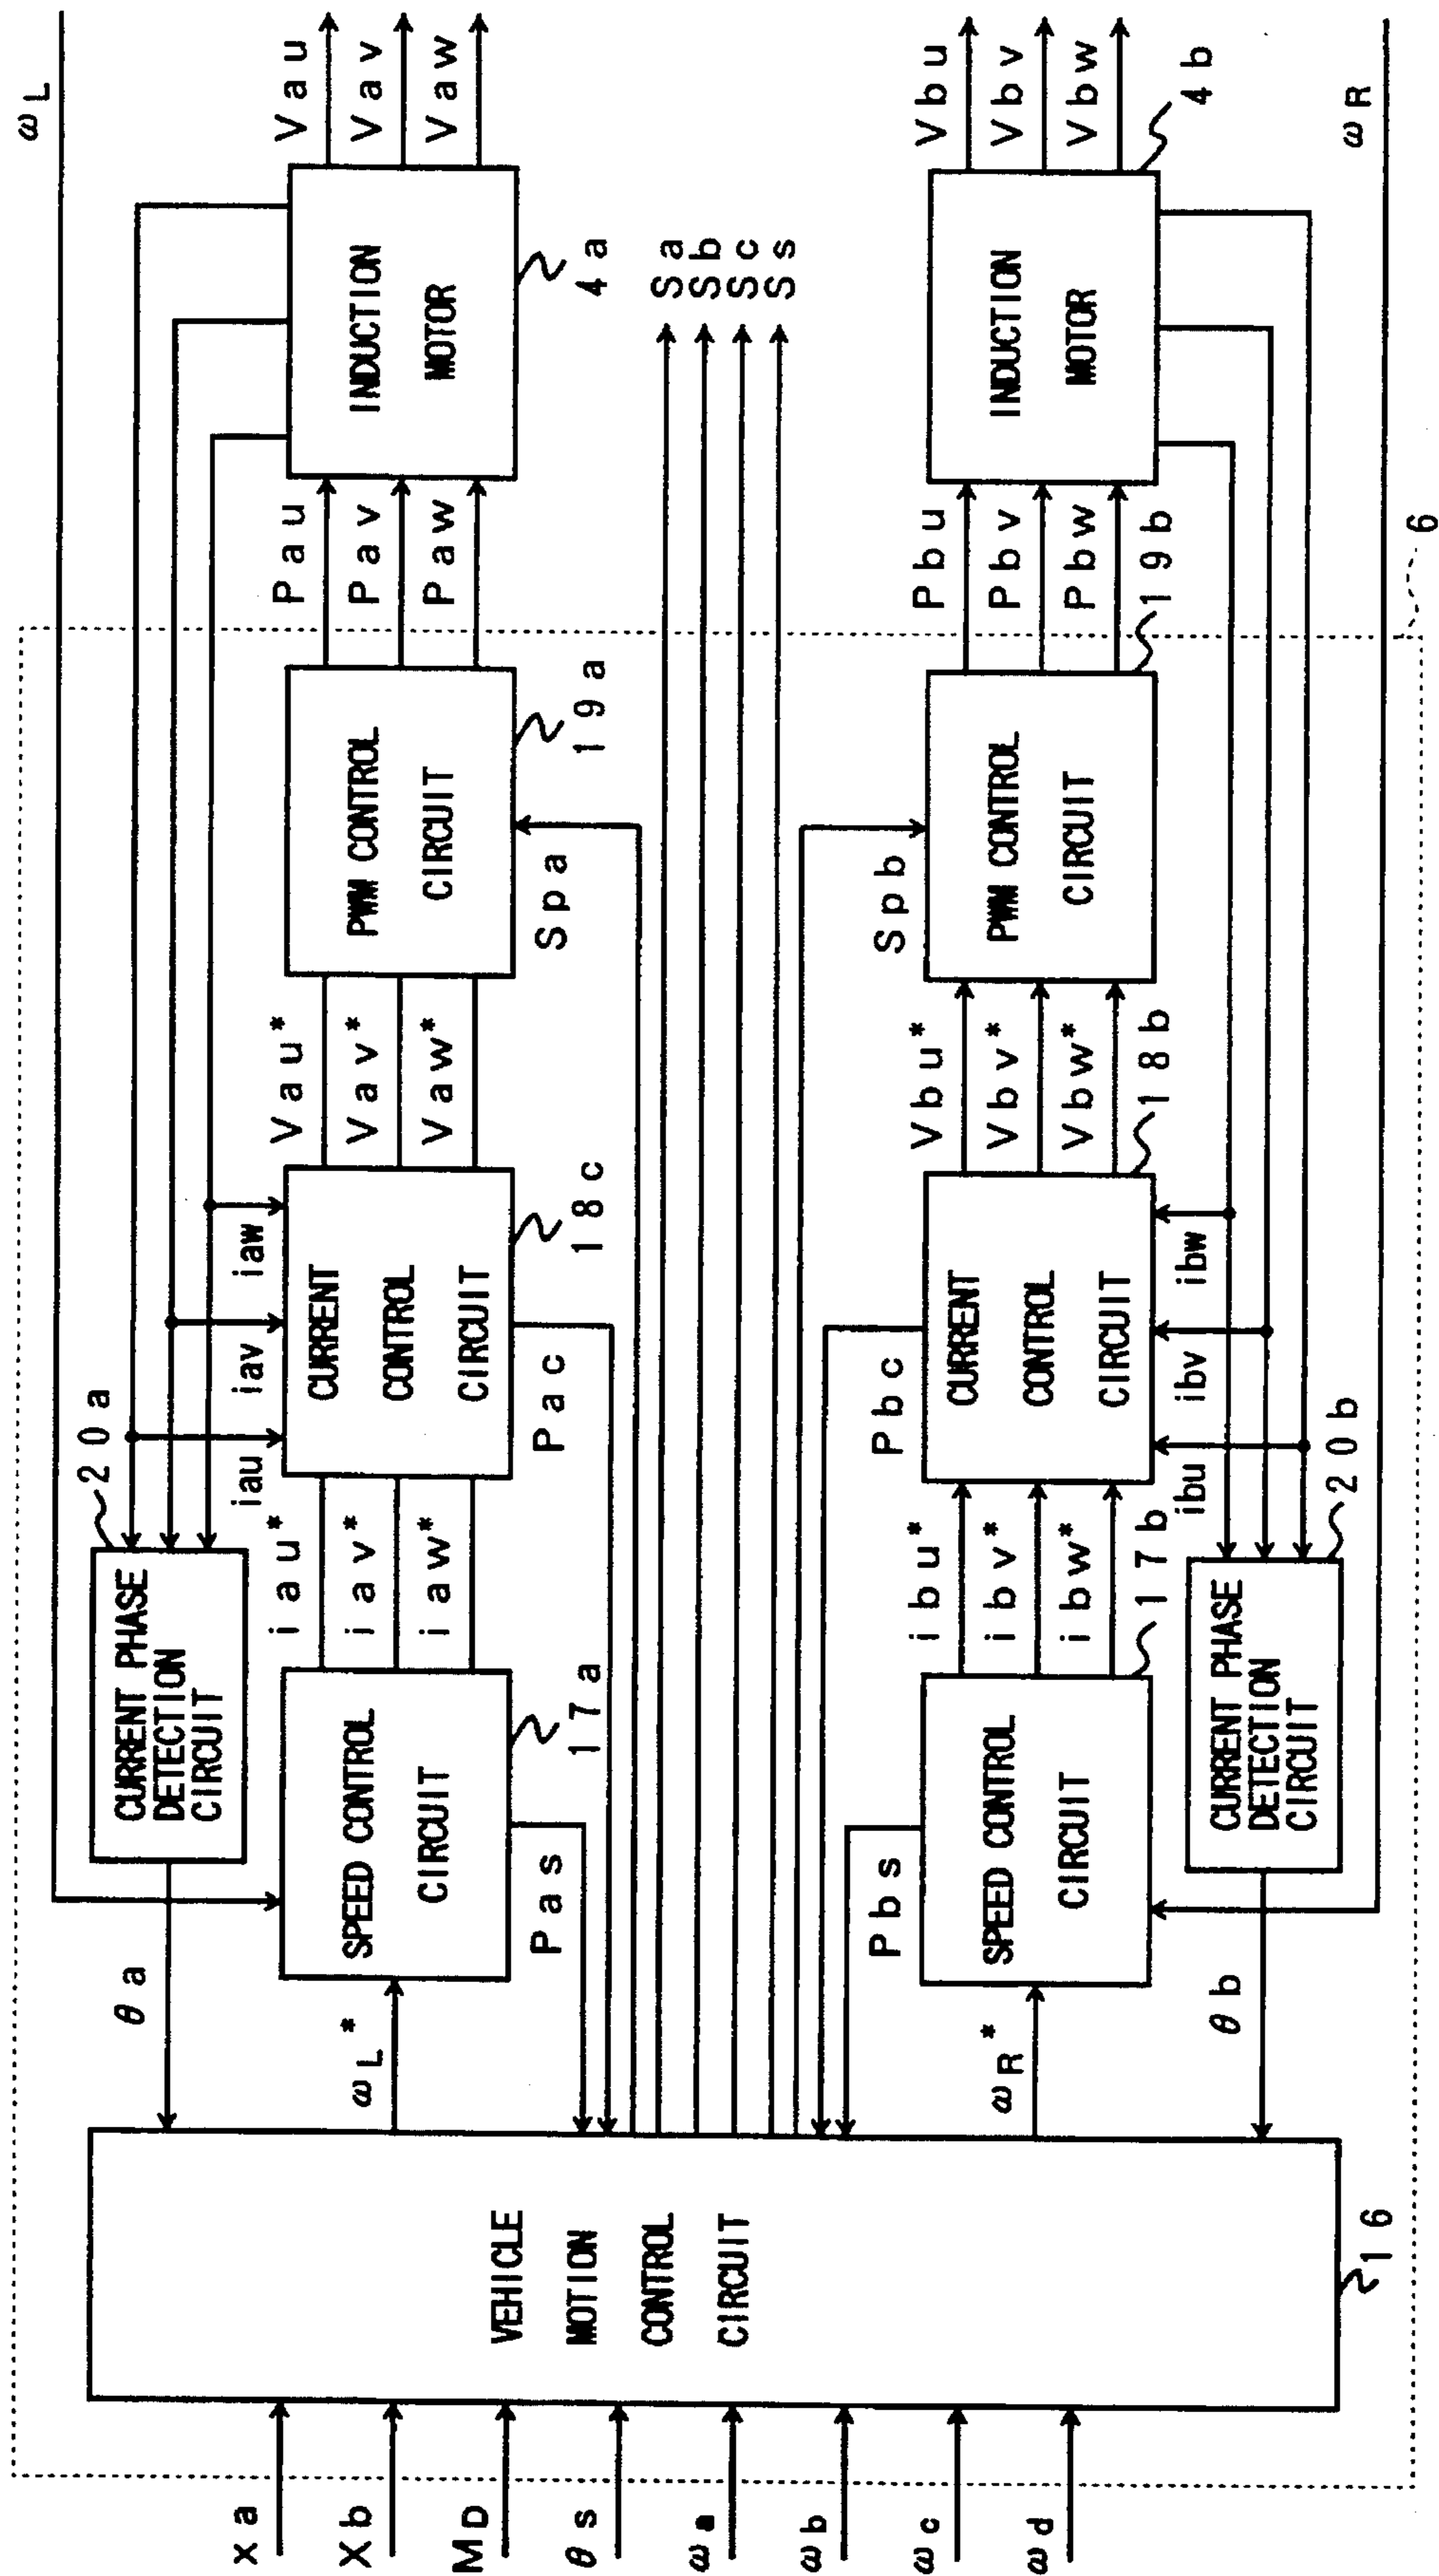 xa
Xb
MD
θs
ωa
ωb
ωc
ωd
VEHICLE
MOTION
CONTROL
CIRCUIT
16
ωL
θa
CURRENT PHASE
DETECTION
CIRCUIT
20a
iau
iav
iaw
ωL*
SPEED CONTROL
CIRCUIT
17a
Pas
iau*
iav*
iaw*
CURRENT
CONTROL
CIRCUIT
18c
Pac
Vau*
Vav*
Vaw*
PWM CONTROL
CIRCUIT
19a
Spa
Pau
Pav
Paw
INDUCTION
MOTOR
4a
Vau
Vav
Vaw
Sa
Sb
Sc
Ss
ωR*
Pbs
SPEED CONTROL
CIRCUIT
17b
ibu*
ibv*
ibw*
Pbc
CURRENT
CONTROL
CIRCUIT
18b
Vbu*
Vbv*
Vbw*
Spb
PWM CONTROL
CIRCUIT
19b
Pbu
Pbv
Pbw
INDUCTION
MOTOR
4b
Vbu
Vbv
Vbw
ibu
ibv
ibw
θb
CURRENT PHASE
DETECTION
CIRCUIT
20b
ωR
6